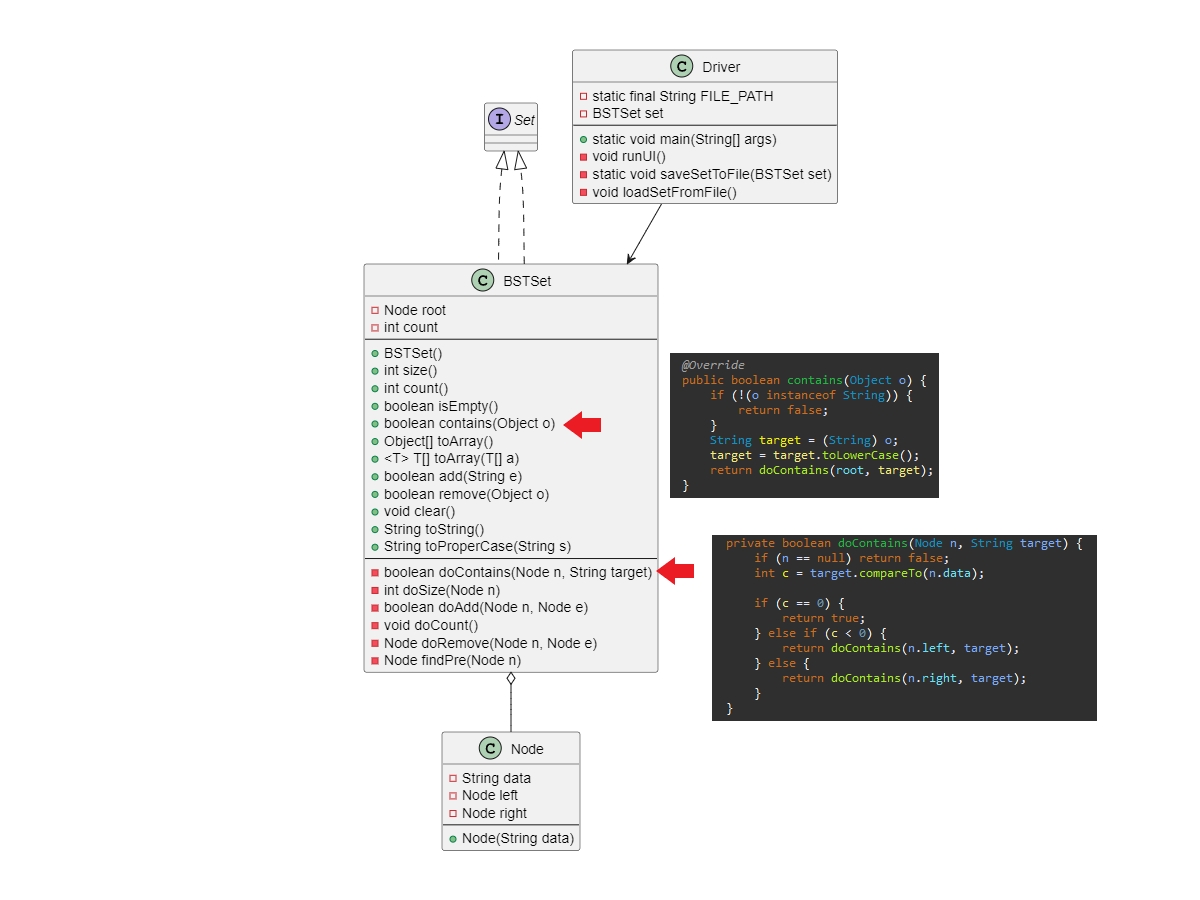 C Driver
static final String FILE_PATH
BSTSet set
static void main(String[] args)
void runUI()
static void saveSetToFile(BSTSet set)
void loadSetFromFile()
I Set
C BSTSet
Node root
int count
BSTSet()
int size()
int count()
boolean isEmpty()
boolean contains(Object o)
Object[] toArray()
<T> T[] toArray(T[] a)
boolean add(String e)
boolean remove(Object o)
void clear()
String toString()
String toProperCase(String s)
boolean doContains(Node n, String target)
int doSize(Node n)
boolean doAdd(Node n, Node e)
void doCount()
Node doRemove(Node n, Node e)
Node findPre(Node n)
@Override
public boolean contains(Object o) {
if (!(o instanceof String)) {
return false;
}
String target = (String) o;
target = target.toLowerCase();
return doContains(root, target);
}
private boolean doContains(Node n, String target) {
if (n == null) return false;
int c = target.compareTo(n.data);
if (c == 0) {
return true;
} else if (c < 0) {
return doContains(n.left, target);
} else {
return doContains(n.right, target);
}
}
C Node
String data
Node left
Node right
Node(String data)